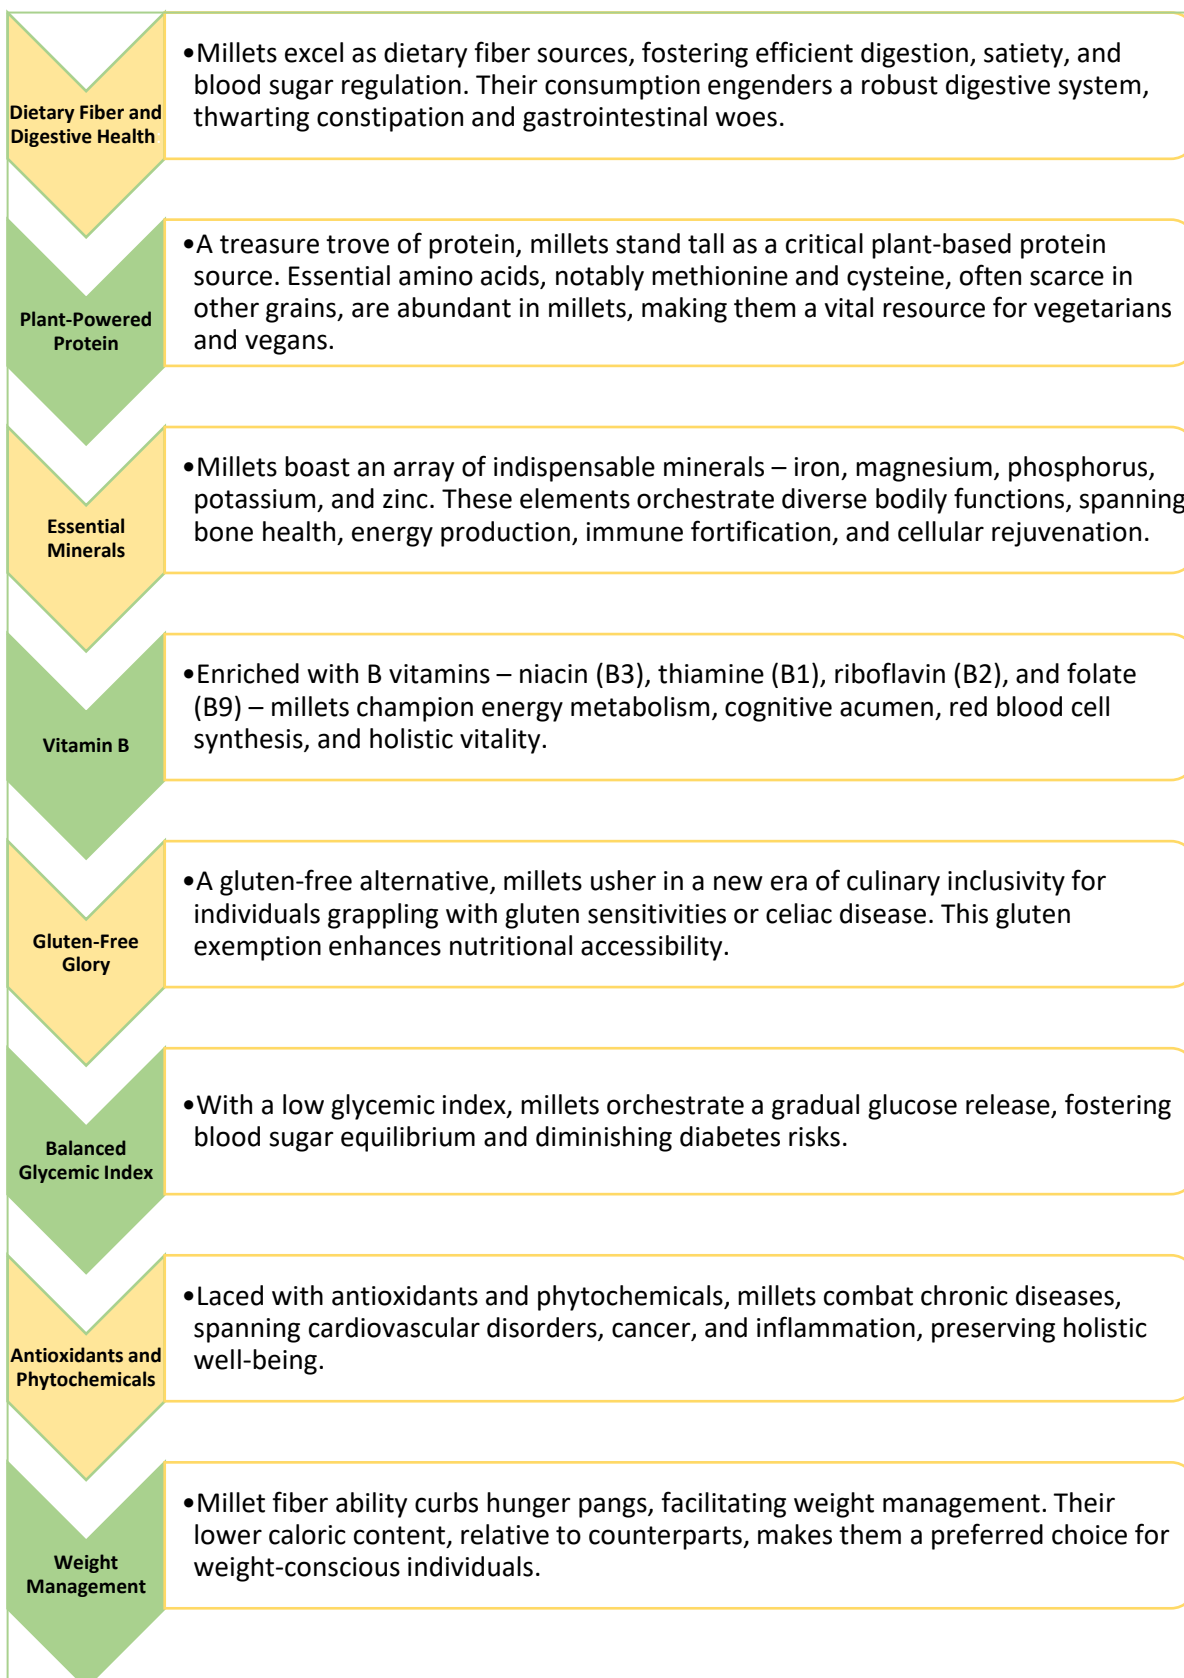 Dietary Fiber and
Digestive Health:
•Millets excel as dietary fiber sources, fostering efficient digestion, satiety, and
blood sugar regulation. Their consumption engenders a robust digestive system,
thwarting constipation and gastrointestinal woes.
Plant-Powered
Protein
•A treasure trove of protein, millets stand tall as a critical plant-based protein
source. Essential amino acids, notably methionine and cysteine, often scarce in
other grains, are abundant in millets, making them a vital resource for vegetarians
and vegans.
Essential
Minerals
•Millets boast an array of indispensable minerals – iron, magnesium, phosphorus,
potassium, and zinc. These elements orchestrate diverse bodily functions, spanning
bone health, energy production, immune fortification, and cellular rejuvenation.
Vitamin B
•Enriched with B vitamins – niacin (B3), thiamine (B1), riboflavin (B2), and folate
(B9) – millets champion energy metabolism, cognitive acumen, red blood cell
synthesis, and holistic vitality.
Gluten-Free
Glory
•A gluten-free alternative, millets usher in a new era of culinary inclusivity for
individuals grappling with gluten sensitivities or celiac disease. This gluten
exemption enhances nutritional accessibility.
Balanced
Glycemic Index
•With a low glycemic index, millets orchestrate a gradual glucose release, fostering
blood sugar equilibrium and diminishing diabetes risks.
Antioxidants and
Phytochemicals
•Laced with antioxidants and phytochemicals, millets combat chronic diseases,
spanning cardiovascular disorders, cancer, and inflammation, preserving holistic
well-being.
Weight
Management
•Millet fiber ability curbs hunger pangs, facilitating weight management. Their
lower caloric content, relative to counterparts, makes them a preferred choice for
weight-conscious individuals.